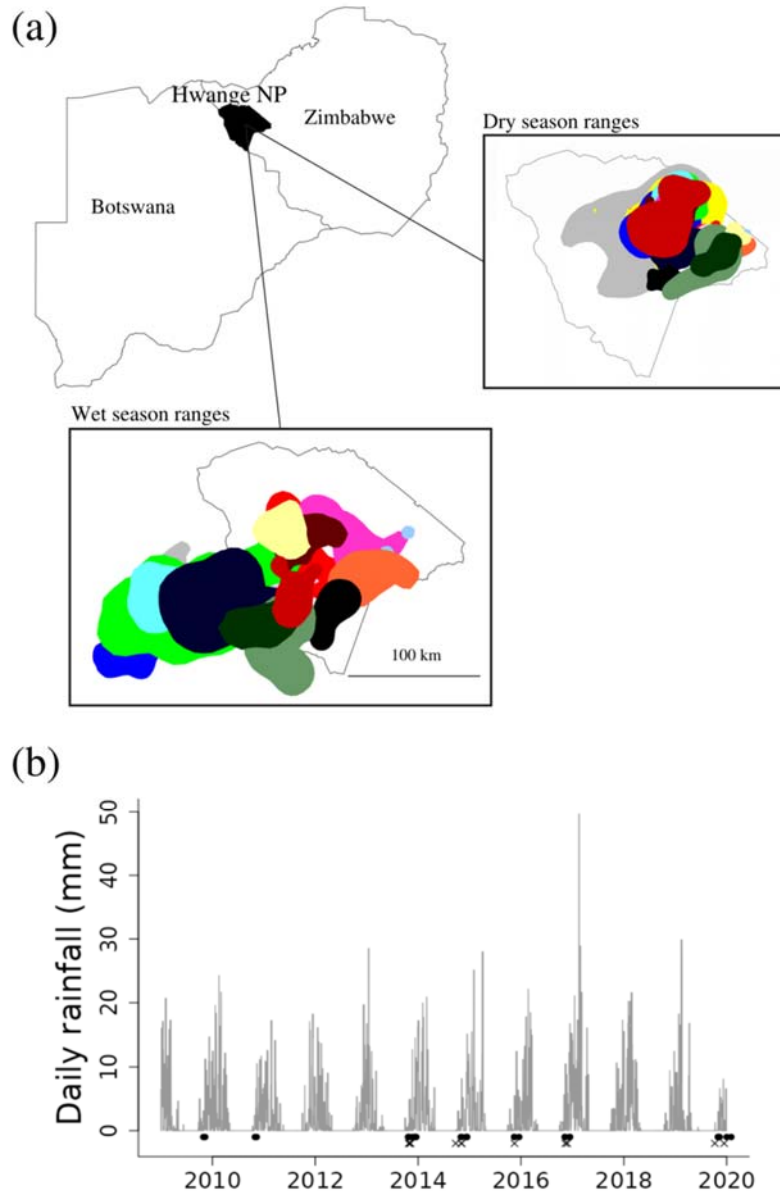 (a)
Hwange NP
Zimbabwe
Botswana
Dry season ranges
Wet season ranges
100 km
(b)
Daily rainfall (mm)
50
40
30
20
10
0
2010 2012 2014 2016 2018 2020